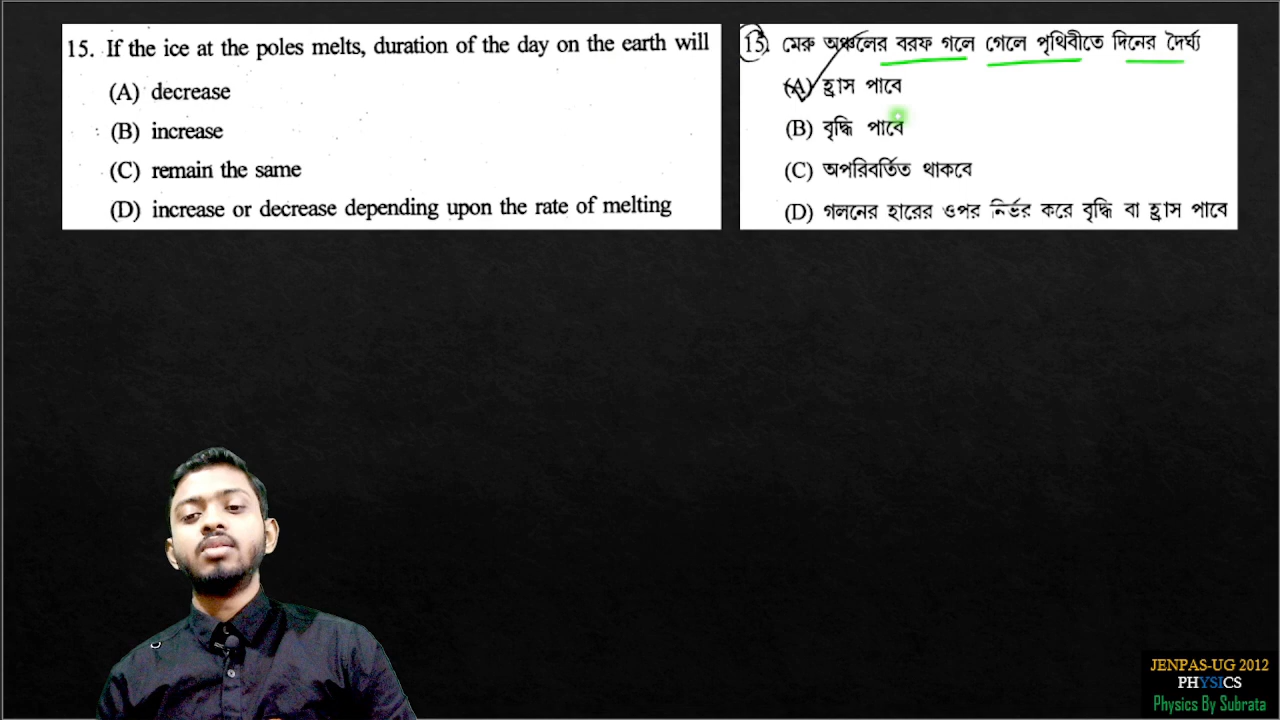 15. If the ice at the poles melts, duration of the day on the earth will
(A) decrease
(B) increase
(C) remain the same
(D) increase or decrease depending upon the rate of melting
15. মেরু অঞ্চলের বরফ গলে গেলে পৃথিবীতে দিনের দৈর্ঘ্য
(A) হ্রাস পাবে
(B) বৃদ্ধি পাবে
(C) অপরিবর্তিত থাকবে
(D) গলনের হারের ওপর নির্ভর করে বৃদ্ধি বা হ্রাস পাবে
JENPAS-UG 2012
PHYSICS
Physics By Subrata